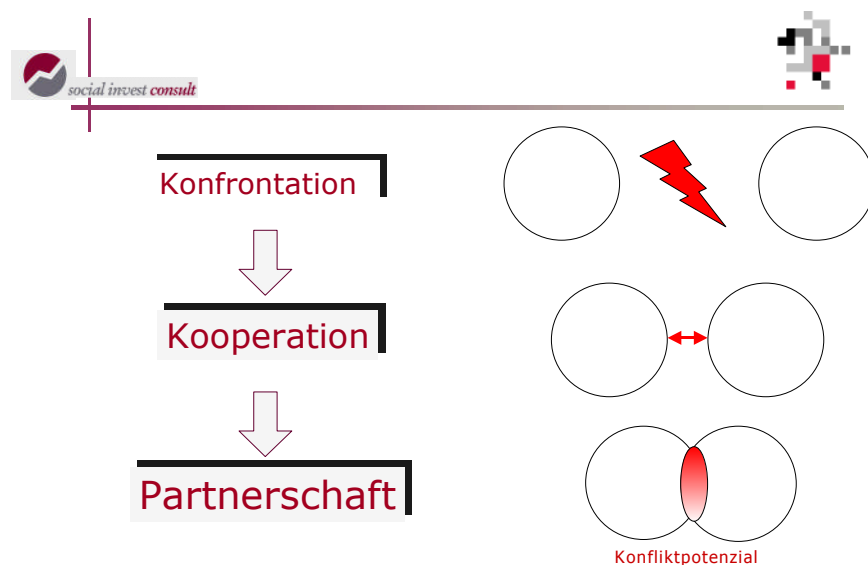 social invest consult
Konfrontation
Kooperation
Partnerschaft
Konfliktpotenzial